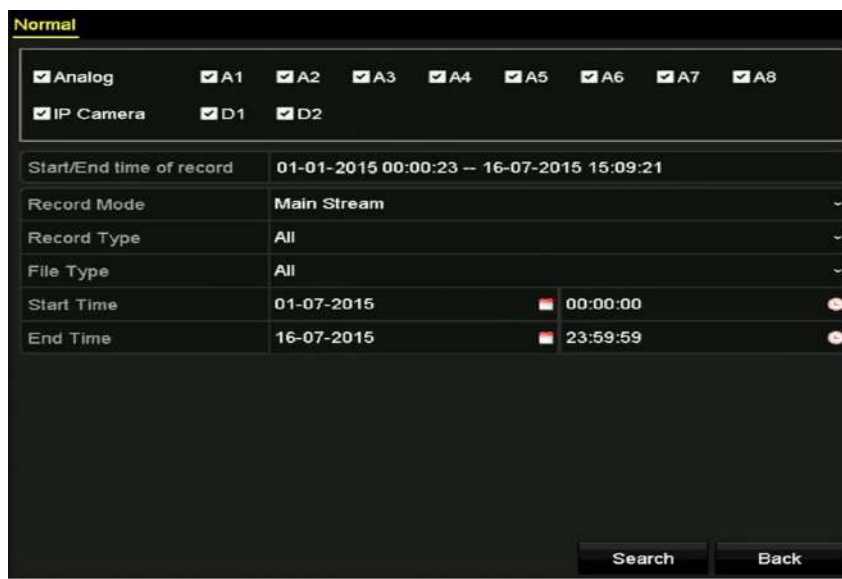 Normal
Analog A1 A2 A3 A4 A5 A6 A7 A8
IP Camera D1 D2
Start/End time of record 01-01-2015 00:00:23 -- 16-07-2015 15:09:21
Record Mode Main Stream
Record Type All
File Type All
Start Time 01-07-2015 00:00:00
End Time 16-07-2015 23:59:59
Search Back